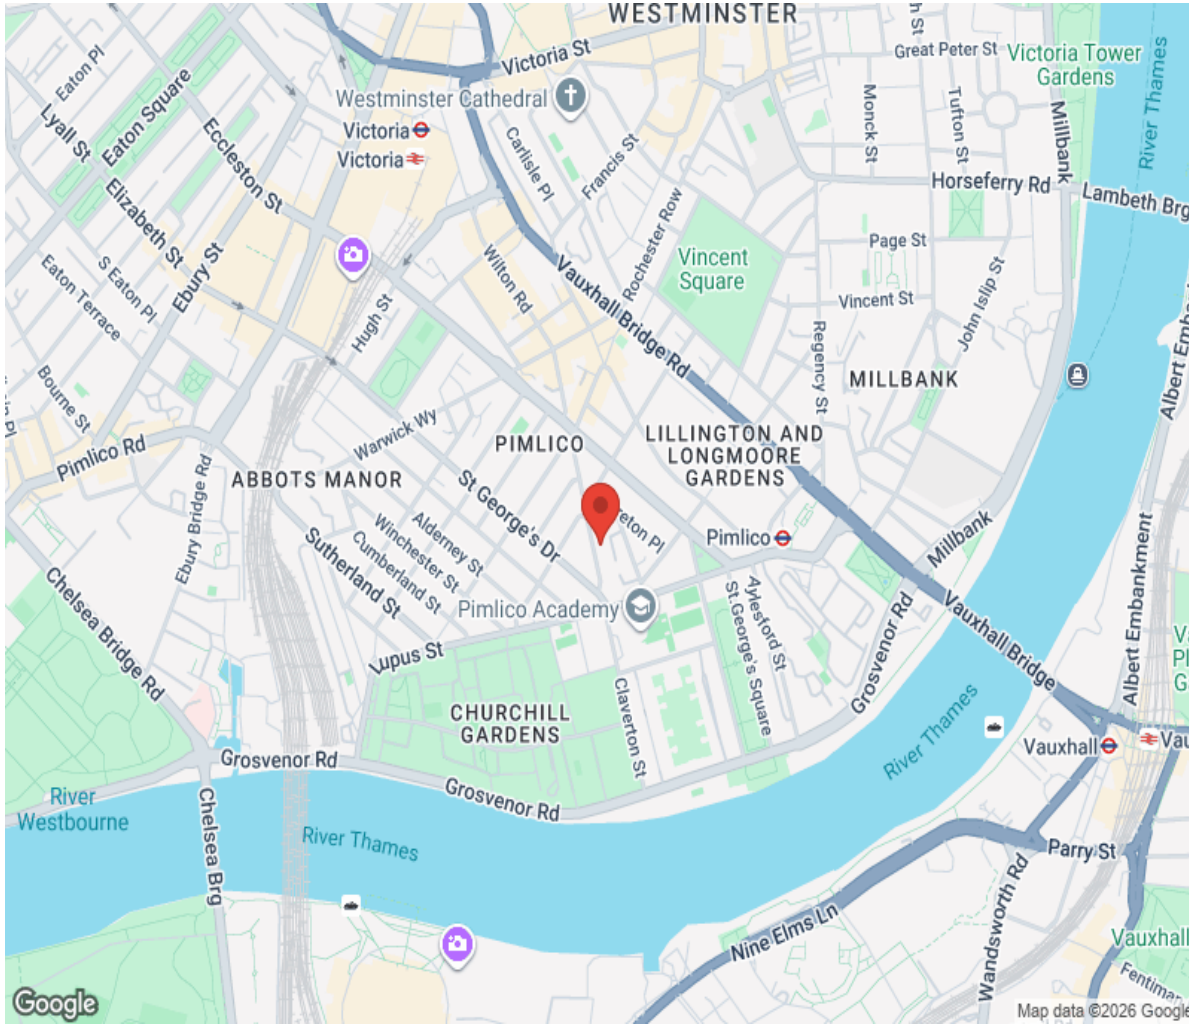 WESTMINSTER
Victoria St
Great Peter St
Victoria Tower
Gardens
River Thames
Eaton Pl
Eaton Square
Lyall St
Westminster Cathedral
Victoria
Victoria
Eccleston St
Carlisle Pl
Francis St
Monck St
Tufton St
Millbank
Horseferry Rd
Lambeth Brg
Elizabeth St
Rochester Row
Page St
Vincent
Square
S Eaton Pl
Ebury St
Eaton Terrace
Wilton Rd
Vauxhall Bridge Rd
Vincent St
John Islip St
Hugh St
Regency St
Albert Emb
MILLBANK
Bourne St
Warwick Wy
PIMLICO
LILLINGTON AND
LONGMOORE
GARDENS
Pimlico Rd
ABBOTS MANOR
St George's Dr
Ebury Bridge Rd
Alderney St
Winchester St
Cumberland St
Sutherland St
Pimlico
Millbank
Albert Embankment
Chelsea Bridge Rd
Pimlico Academy
Aylesford St
St.George's Square
Grosvenor Rd
Vauxhall Bridge
Lupus St
Claverton St
CHURCHILL
GARDENS
River Thames
Vauxhall
Grosvenor Rd
Grosvenor Rd
River
Westbourne
Chelsea Brg
River Thames
Parry St
Wandsworth Rd
Nine Elms Ln
Vauxhall
Fentiman
Google
Map data ©2026 Google